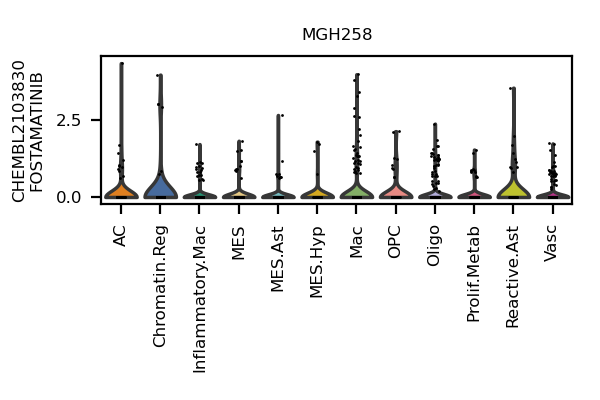 MGH258
CHEMBL2103830
FOSTAMATINIB
2.5
0.0
AC
Chromatin.Reg
Inflammatory.Mac
MES
MES.Ast
MES.Hyp
Mac
OPC
Oligo
Prolif.Metab
Reactive.Ast
Vasc